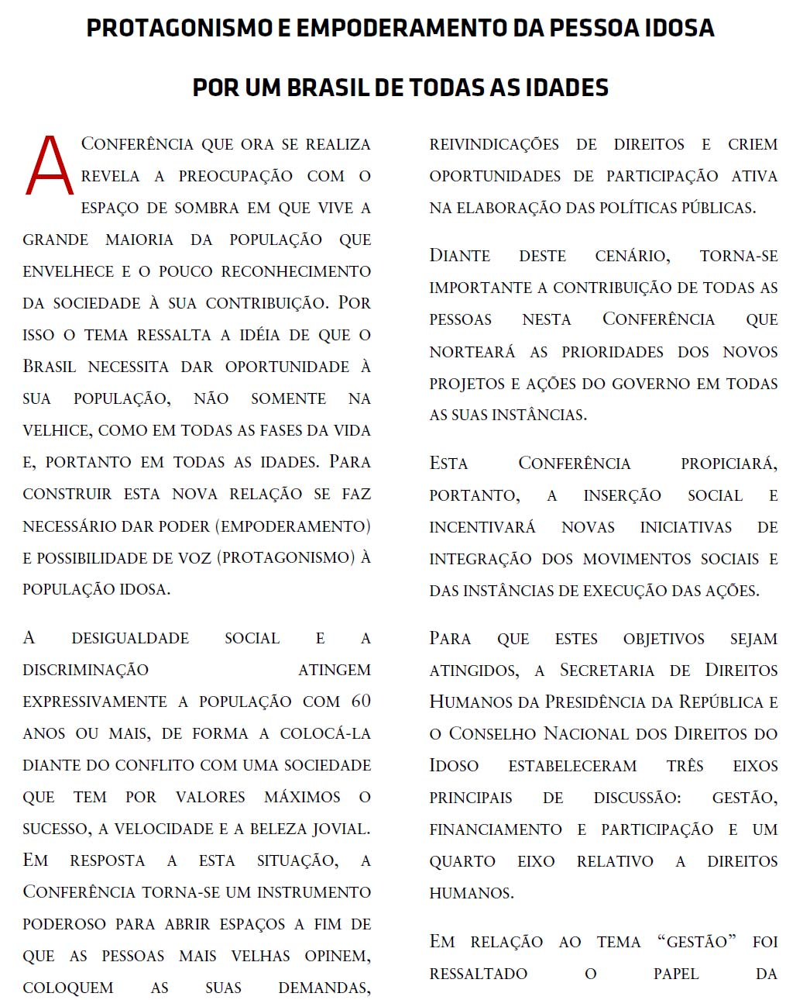 PROTAGONISMO E EMPODERAMENTO DA PESSOA IDOSA
POR UM BRASIL DE TODAS AS IDADES
A CONFERÊNCIA QUE ORA SE REALIZA
REVELA A PREOCUPAÇÃO COM O
ESPAÇO DE SOMBRA EM QUE VIVE A
GRANDE MAIORIA DA POPULAÇÃO QUE
ENVELHECE E O POUCO RECONHECIMENTO
DA SOCIEDADE À SUA CONTRIBUIÇÃO. POR
ISSO O TEMA RESSALTA A IDÉIA DE QUE O
BRASIL NECESSITA DAR OPORTUNIDADE À
SUA POPULAÇÃO, NÃO SOMENTE NA
VELHICE, COMO EM TODAS AS FASES DA VIDA
E, PORTANTO EM TODAS AS IDADES. PARA
CONSTRUIR ESTA NOVA RELAÇÃO SE FAZ
NECESSÁRIO DAR PODER (EMPODERAMENTO)
E POSSIBILIDADE DE VOZ (PROTAGONISMO) À
POPULAÇÃO IDOSA.
A DESIGUALDADE SOCIAL E A
DISCRIMINAÇÃO ATINGEM
EXPRESSIVAMENTE A POPULAÇÃO COM 60
ANOS OU MAIS, DE FORMA A COLOCÁ-LA
DIANTE DO CONFLITO COM UMA SOCIEDADE
QUE TEM POR VALORES MÁXIMOS O
SUCESSO, A VELOCIDADE E A BELEZA JOVIAL.
EM RESPOSTA A ESTA SITUAÇÃO, A
CONFERÊNCIA TORNA-SE UM INSTRUMENTO
PODEROSO PARA ABRIR ESPAÇOS A FIM DE
QUE AS PESSOAS MAIS VELHAS OPINEM,
COLOQUEM AS SUAS DEMANDAS,
REIVINDICAÇÕES DE DIREITOS E CRIEM
OPORTUNIDADES DE PARTICIPAÇÃO ATIVA
NA ELABORAÇÃO DAS POLÍTICAS PÚBLICAS.
DIANTE DESTE CENÁRIO, TORNA-SE
IMPORTANTE A CONTRIBUIÇÃO DE TODAS AS
PESSOAS NESTA CONFERÊNCIA QUE
NORTEARÁ AS PRIORIDADES DOS NOVOS
PROJETOS E AÇÕES DO GOVERNO EM TODAS
AS SUAS INSTÂNCIAS.
ESTA CONFERÊNCIA PROPICIARÁ,
PORTANTO, A INSERÇÃO SOCIAL E
INCENTIVARÁ NOVAS INICIATIVAS DE
INTEGRAÇÃO DOS MOVIMENTOS SOCIAIS E
DAS INSTÂNCIAS DE EXECUÇÃO DAS AÇÕES.
PARA QUE ESTES OBJETIVOS SEJAM
ATINGIDOS, A SECRETARIA DE DIREITOS
HUMANOS DA PRESIDÊNCIA DA REPÚBLICA E
O CONSELHO NACIONAL DOS DIREITOS DO
IDOSO ESTABELECERAM TRÊS EIXOS
PRINCIPAIS DE DISCUSSÃO: GESTÃO,
FINANCIAMENTO E PARTICIPAÇÃO E UM
QUARTO EIXO RELATIVO A DIREITOS
HUMANOS.
EM RELAÇÃO AO TEMA “GESTÃO” FOI
RESSALTADO O PAPEL DA